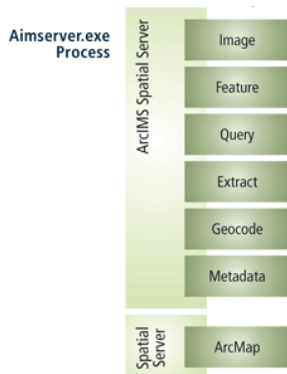 Aimserver.exe
Process
ArcIMS Spatial Server
Image
Feature
Query
Extract
Geocode
Metadata
Spatial
Server
ArcMap